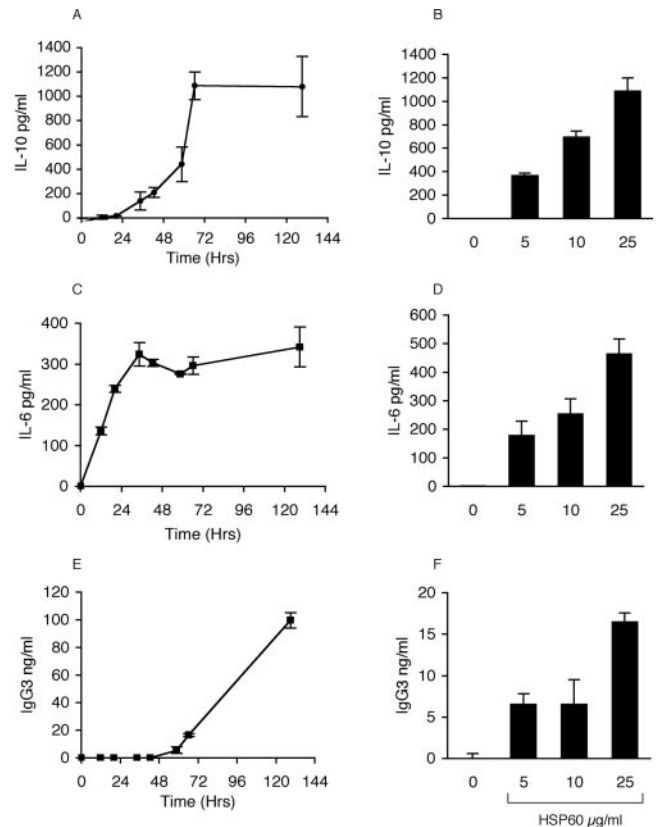 A
IL-10 pg/ml
1400
1200
1000
800
600
400
200
0
0 24 48 72 96 120 144
Time (Hrs)
B
IL-10 pg/ml
1400
1200
1000
800
600
400
200
0
0 5 10 25
C
IL-6 pg/ml
400
300
200
100
0
0 24 48 72 96 120 144
Time (Hrs)
D
IL-6 pg/ml
600
500
400
300
200
100
0
0 5 10 25
E
IgG3 ng/ml
120
100
80
60
40
20
0
0 24 48 72 96 120 144
Time (Hrs)
F
IgG3 ng/ml
20
15
10
5
0
0 5 10 25
HSP60 µg/ml